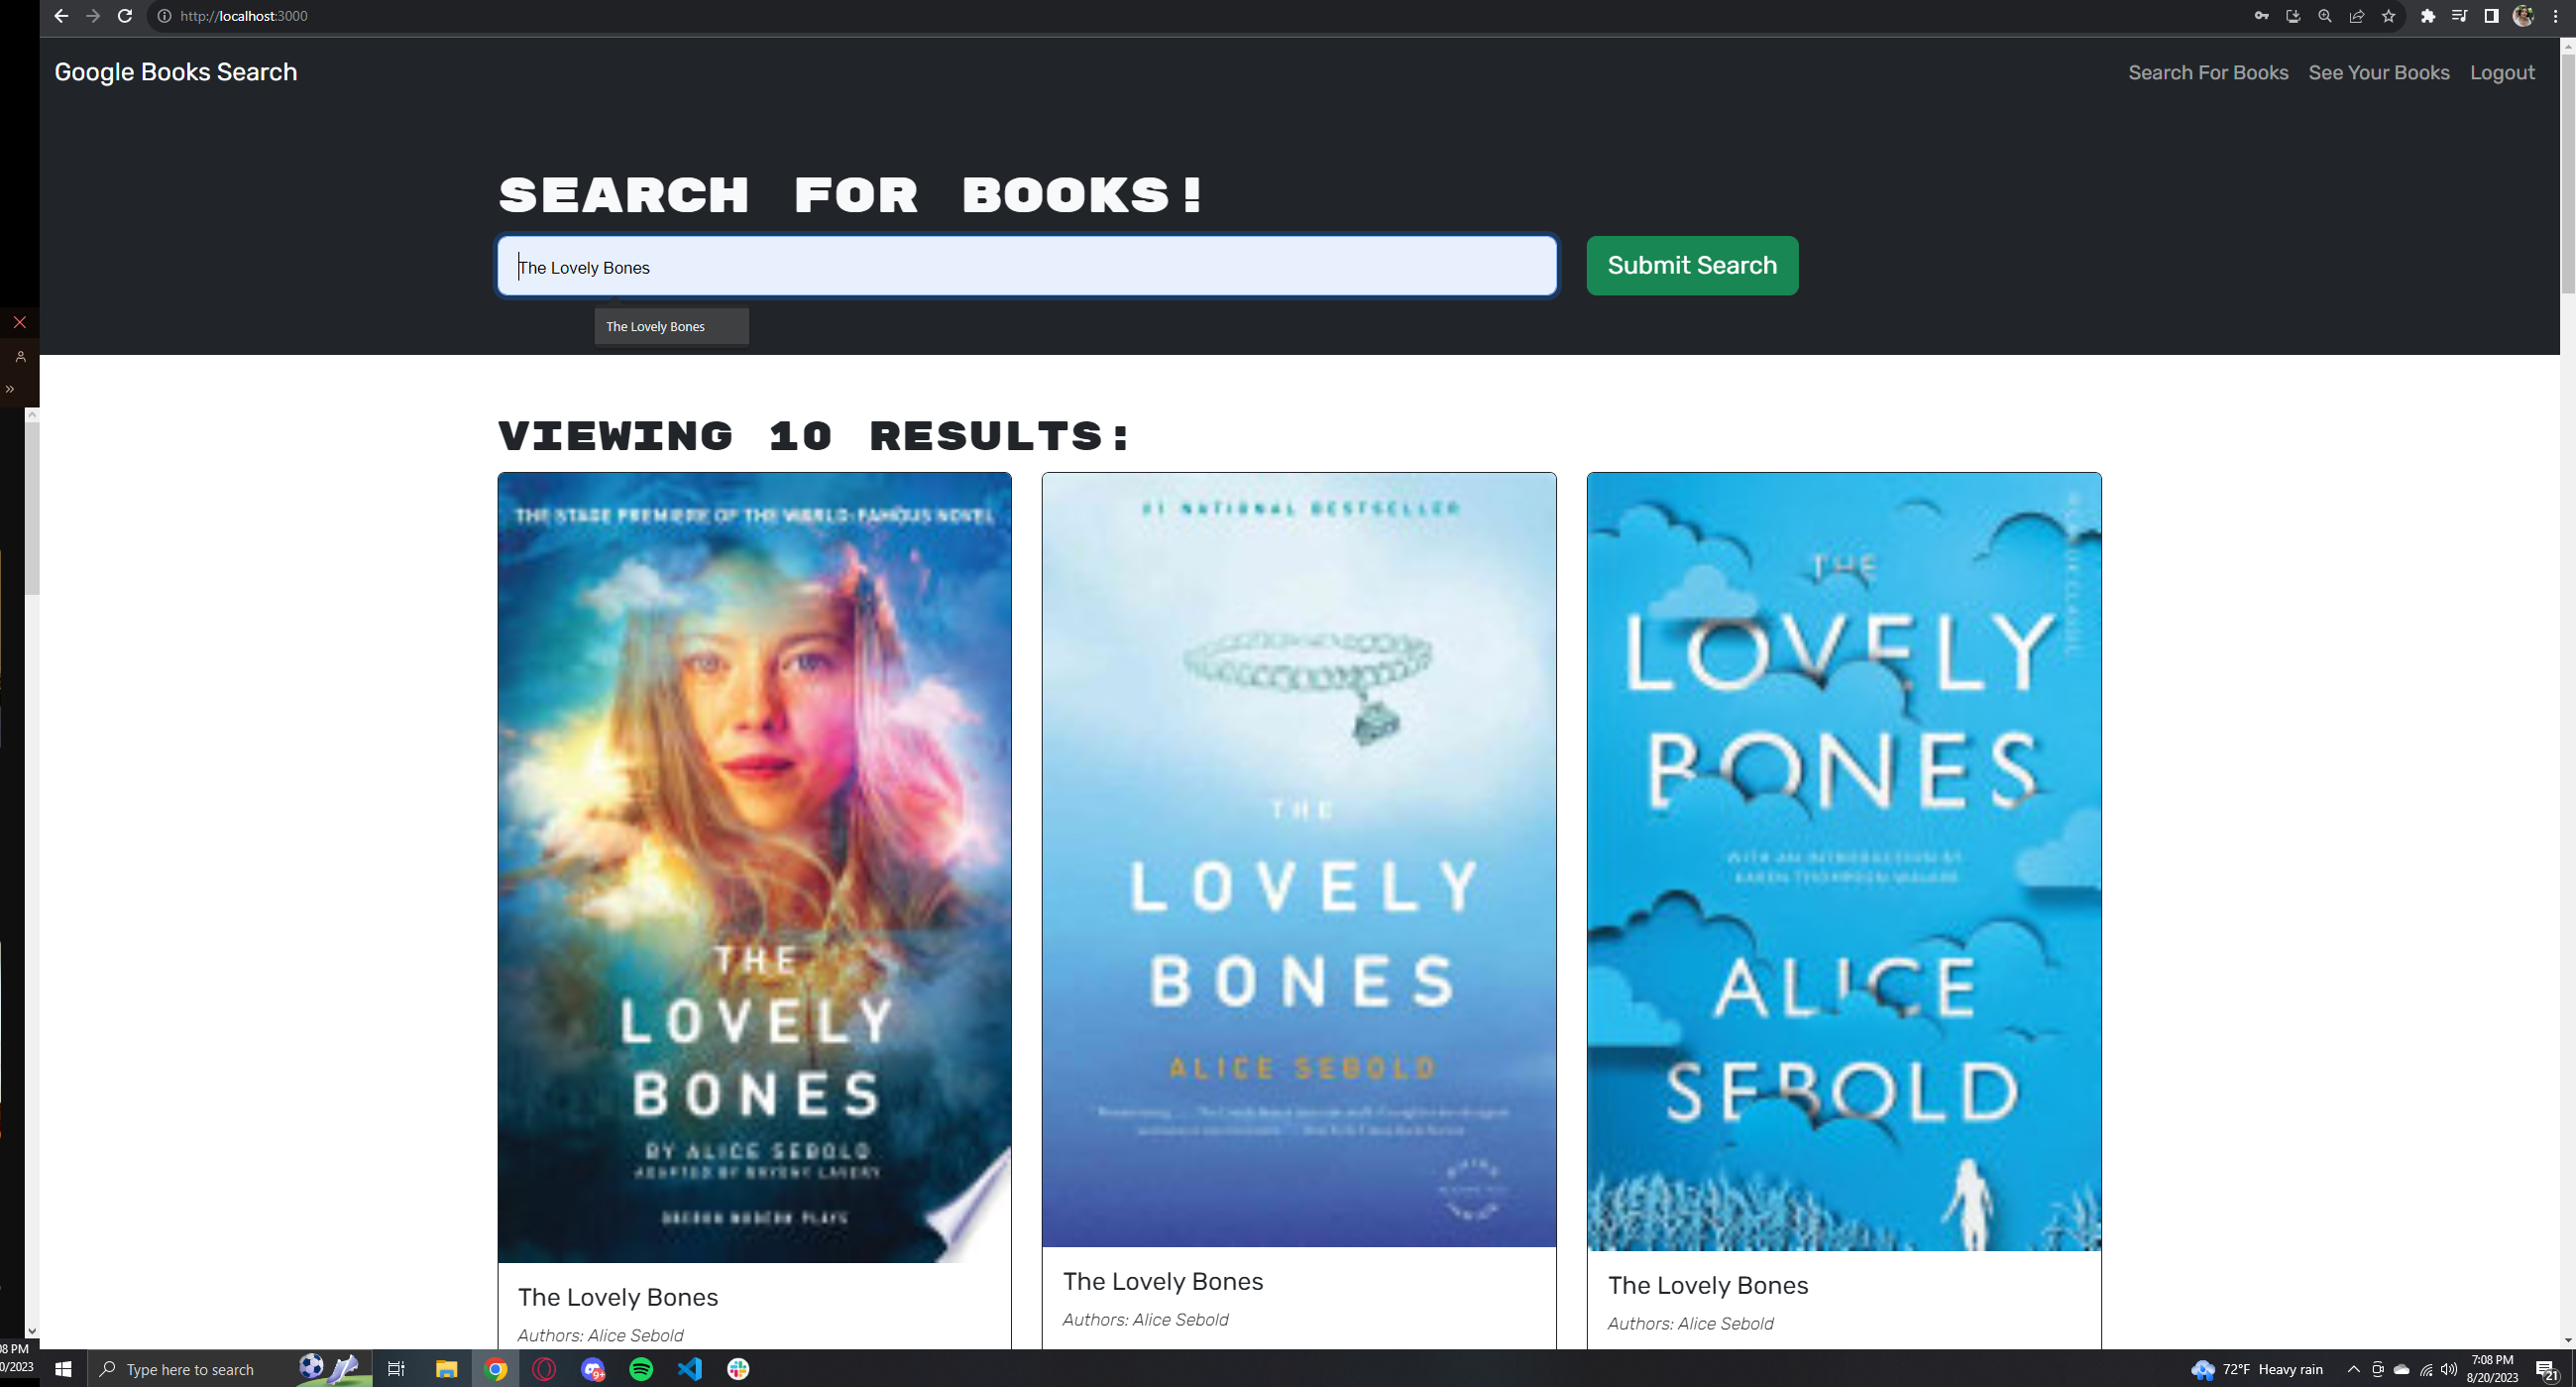 http://localhost:3000
Google Books Search
Search For Books
See Your Books
Logout
SEARCH FOR BOOKS!
The Lovely Bones
Submit Search
The Lovely Bones
VIEWING 10 RESULTS:
THE STAGE PREMIERE OF THE WORLD-FAMOUS NOVEL
THE
LOVELY
BONES
BY ALICE SEBOLD
ADAPTED BY BRYONY LAVERY
OBERON MODERN PLAYS
The Lovely Bones
Authors: Alice Sebold
#1 NATIONAL BESTSELLER
THE
LOVELY
BONES
ALICE SEBOLD
The Lovely Bones
Authors: Alice Sebold
THE
LOVELY
BONES
WITH AN INTRODUCTION BY
KAREN THOMPSON WALKER
ALICE
SEBOLD
The Lovely Bones
Authors: Alice Sebold
08 PM
0/2023
Type here to search
9+
72°F Heavy rain
7:08 PM
8/20/2023
21